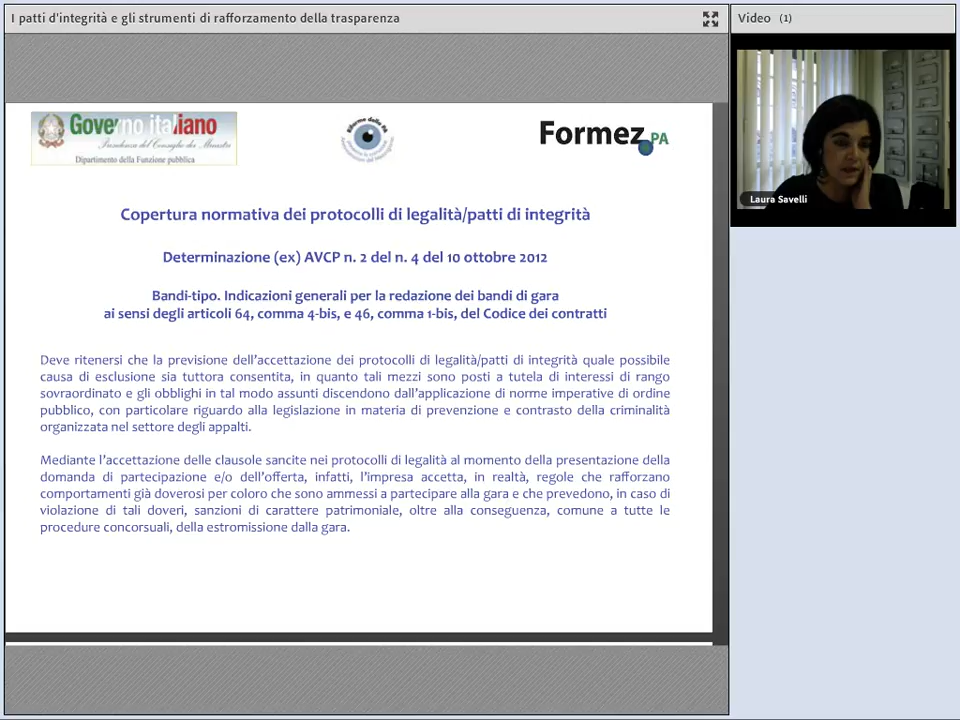 I patti d'integrità e gli strumenti di rafforzamento della trasparenza
Video (1)
Governo italiano
Presidenza del Consiglio dei Ministri
Dipartimento della Funzione pubblica
Formez PA
Laura Savelli
Copertura normativa dei protocolli di legalità/patti di integrità
Determinazione (ex) AVCP n. 2 del n. 4 del 10 ottobre 2012
Bandi-tipo. Indicazioni generali per la redazione dei bandi di gara
ai sensi degli articoli 64, comma 4-bis, e 46, comma 1-bis, del Codice dei contratti
Deve ritenersi che la previsione dell'accettazione dei protocolli di legalità/patti di integrità quale possibile
causa di esclusione sia tuttora consentita, in quanto tali mezzi sono posti a tutela di interessi di rango
sovraordinato e gli obblighi in tal modo assunti discendono dall'applicazione di norme imperative di ordine
pubblico, con particolare riguardo alla legislazione in materia di prevenzione e contrasto della criminalità
organizzata nel settore degli appalti.
Mediante l'accettazione delle clausole sancite nei protocolli di legalità al momento della presentazione della
domanda di partecipazione e/o dell'offerta, infatti, l'impresa accetta, in realtà, regole che rafforzano
comportamenti già doverosi per coloro che sono ammessi a partecipare alla gara e che prevedono, in caso di
violazione di tali doveri, sanzioni di carattere patrimoniale, oltre alla conseguenza, comune a tutte le
procedure concorsuali, della estromissione dalla gara.